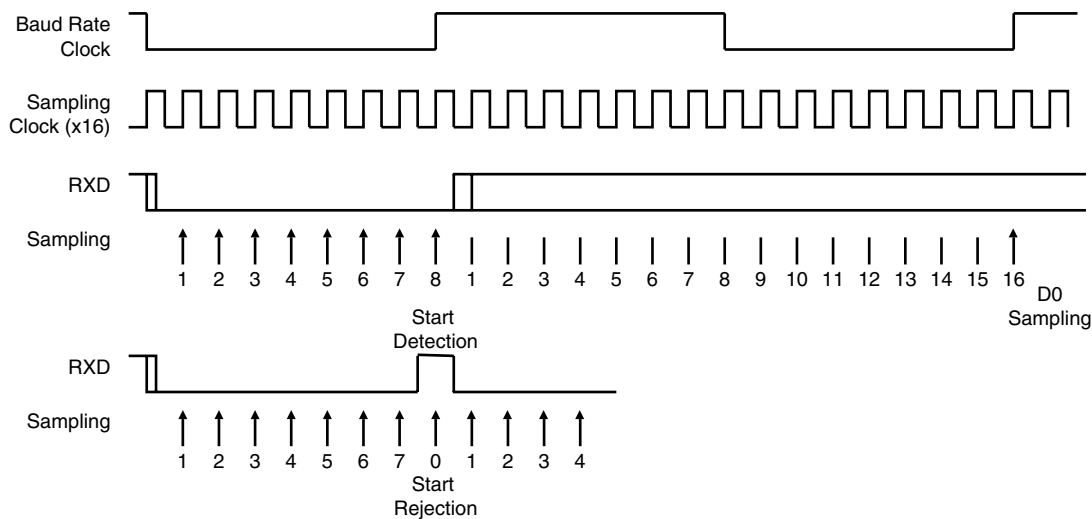 Baud Rate
Clock
Sampling
Clock (x16)
RXD
Sampling
1 2 3 4 5 6 7 8 1 2 3 4 5 6 7 8 9 10 11 12 13 14 15 16
D0
Sampling
Start
Detection
RXD
Sampling
1 2 3 4 5 6 7 0 1 2 3 4
Start
Rejection